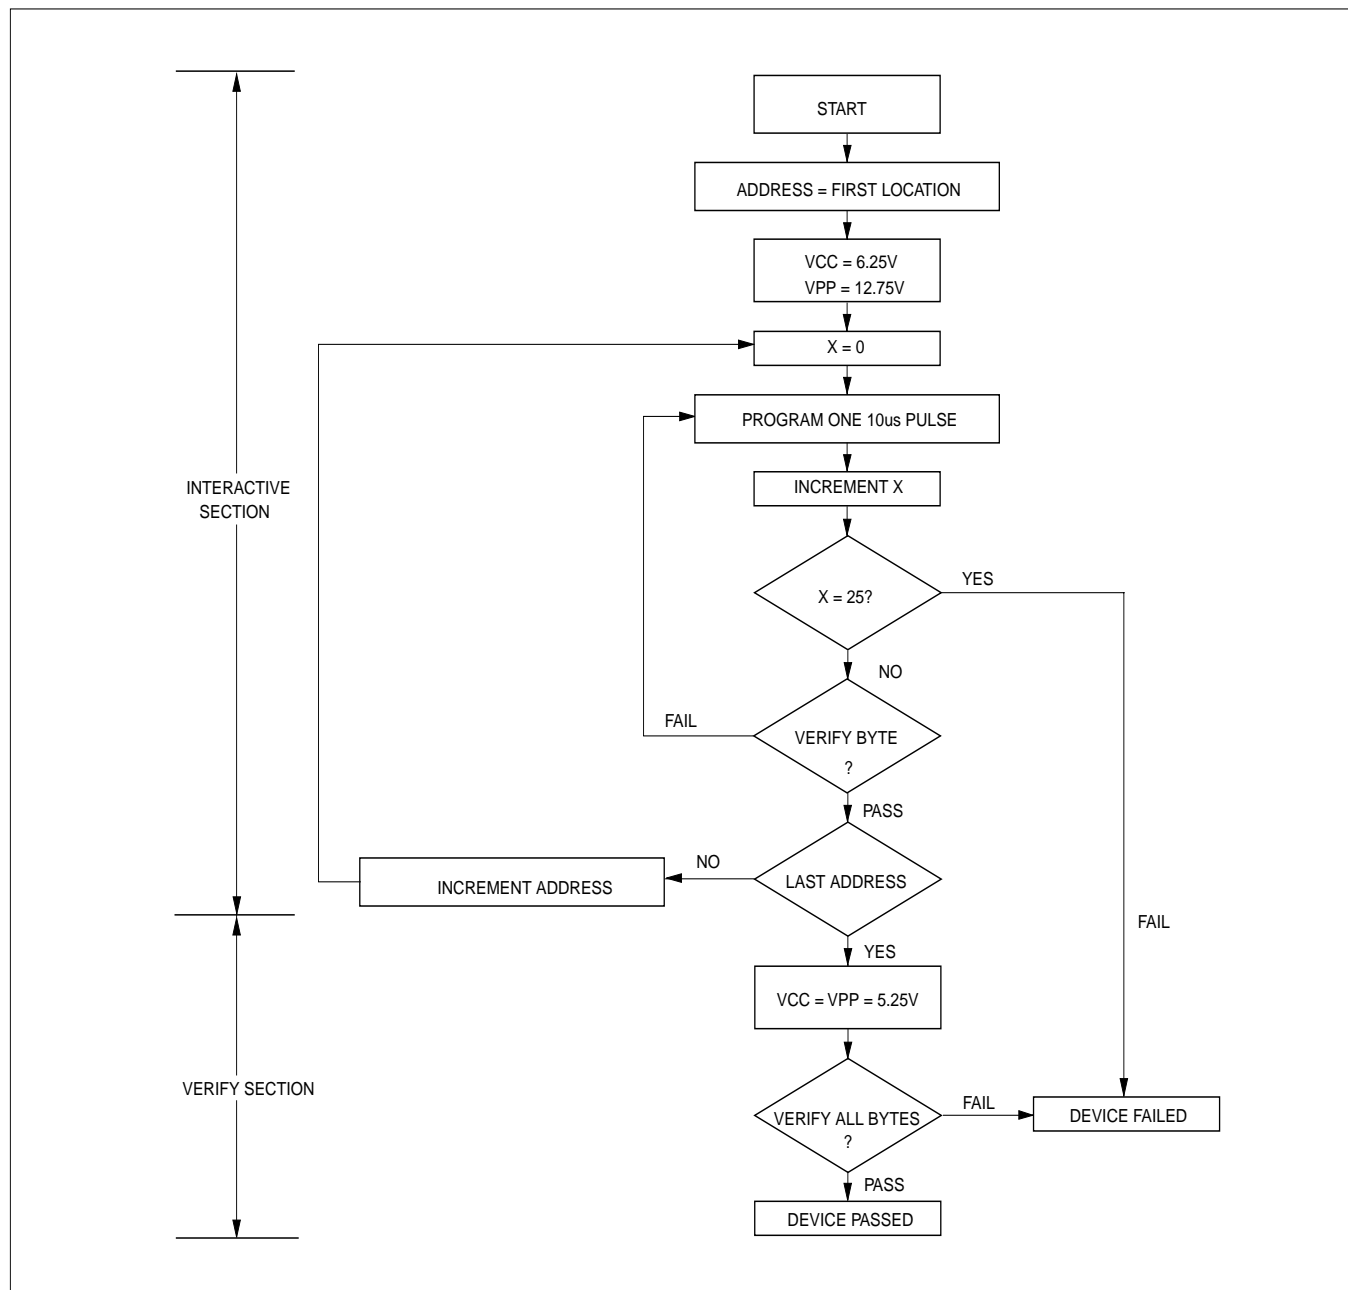 START
ADDRESS = FIRST LOCATION
VCC = 6.25V
VPP = 12.75V
X = 0
PROGRAM ONE 10us PULSE
INTERACTIVE
SECTION
INCREMENT X
X = 25?
YES
NO
FAIL
VERIFY BYTE
?
PASS
NO
INCREMENT ADDRESS
LAST ADDRESS
FAIL
YES
VCC = VPP = 5.25V
VERIFY SECTION
VERIFY ALL BYTES
?
FAIL
DEVICE FAILED
PASS
DEVICE PASSED